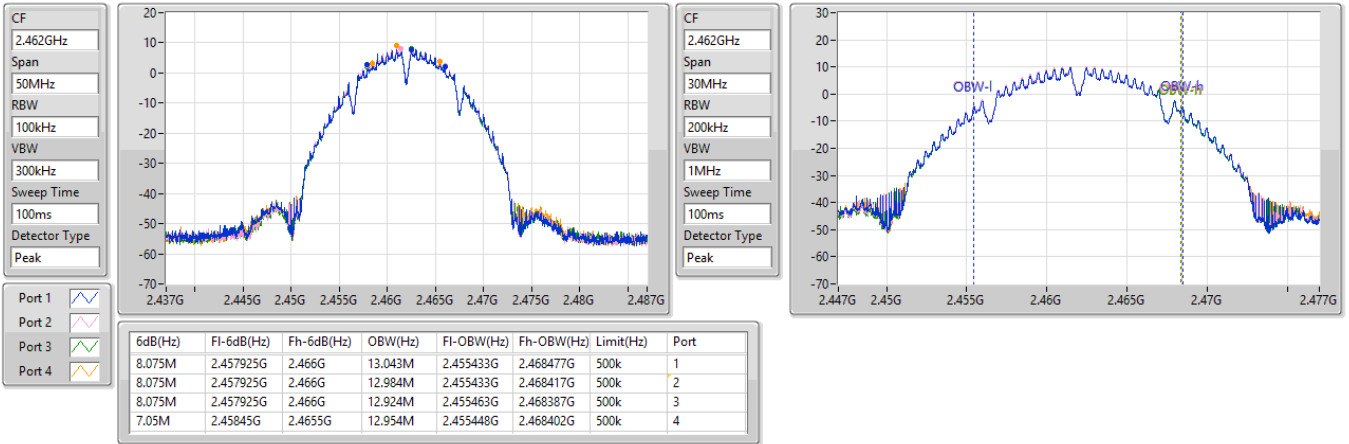 CF
2.462GHz
Span
50MHz
RBW
100kHz
VBW
300kHz
Sweep Time
100ms
Detector Type
Peak
20
10
0
-10
-20
-30
-40
-50
-60
-70
2.437G 2.445G 2.45G 2.455G 2.46G 2.465G 2.47G 2.475G 2.48G 2.487G
CF
2.462GHz
Span
30MHz
RBW
200kHz
VBW
1MHz
Sweep Time
100ms
Detector Type
Peak
30
20
10
0
-10
-20
-30
-40
-50
-60
-70
OBW-l OBW-h
2.447G 2.45G 2.455G 2.46G 2.465G 2.47G 2.477G
Port 1
Port 2
Port 3
Port 4
6dB(Hz) Fl-6dB(Hz) Fh-6dB(Hz) OBW(Hz) Fl-OBW(Hz) Fh-OBW(Hz) Limit(Hz) Port
8.075M 2.457925G 2.466G 13.043M 2.455433G 2.468477G 500k 1
8.075M 2.457925G 2.466G 12.984M 2.455433G 2.468417G 500k 2
8.075M 2.457925G 2.466G 12.924M 2.455463G 2.468387G 500k 3
7.05M 2.45845G 2.4655G 12.954M 2.455448G 2.468402G 500k 4